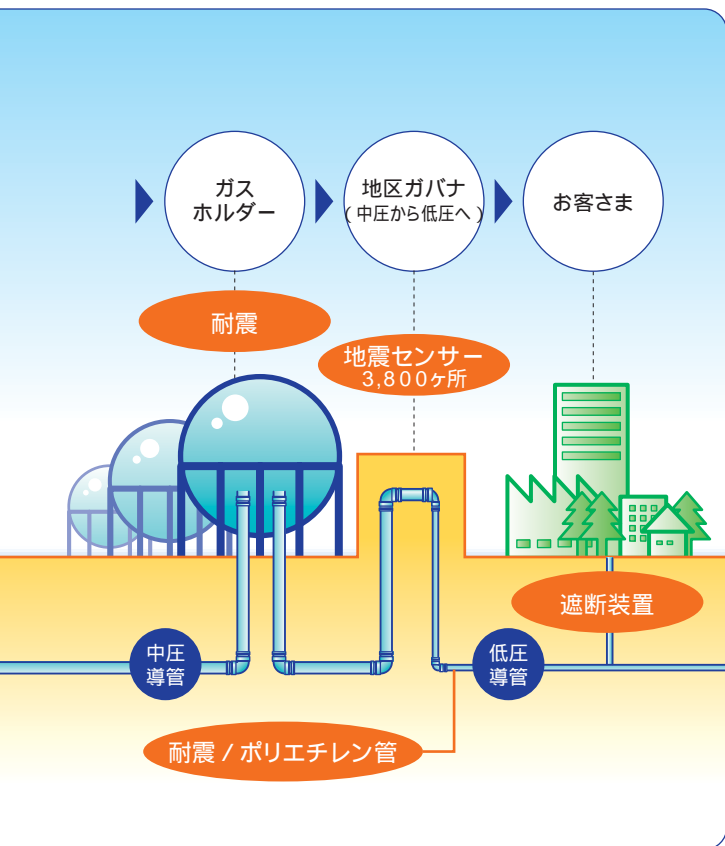 ガス
ホルダー
地区ガバナ
(中圧から低圧へ)
お客さま
耐震
地震センサー
3,800ヶ所
遮断装置
中圧
導管
低圧
導管
耐震 / ポリエチレン管